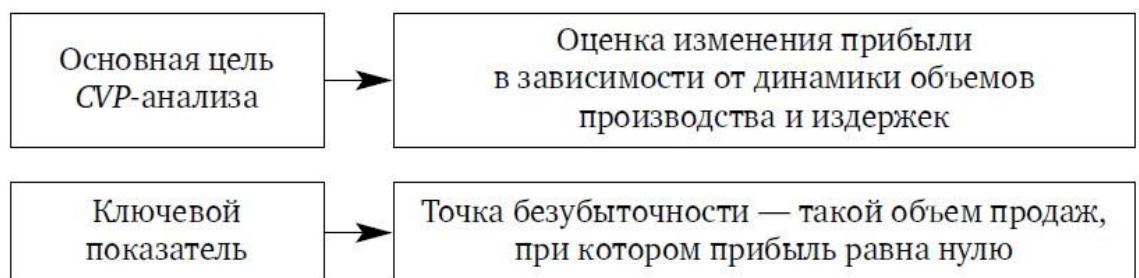 Основная цель
CVP-анализа
Оценка изменения прибыли
в зависимости от динамики объемов
производства и издержек
Ключевой
показатель
Точка безубыточности — такой объем продаж,
при котором прибыль равна нулю